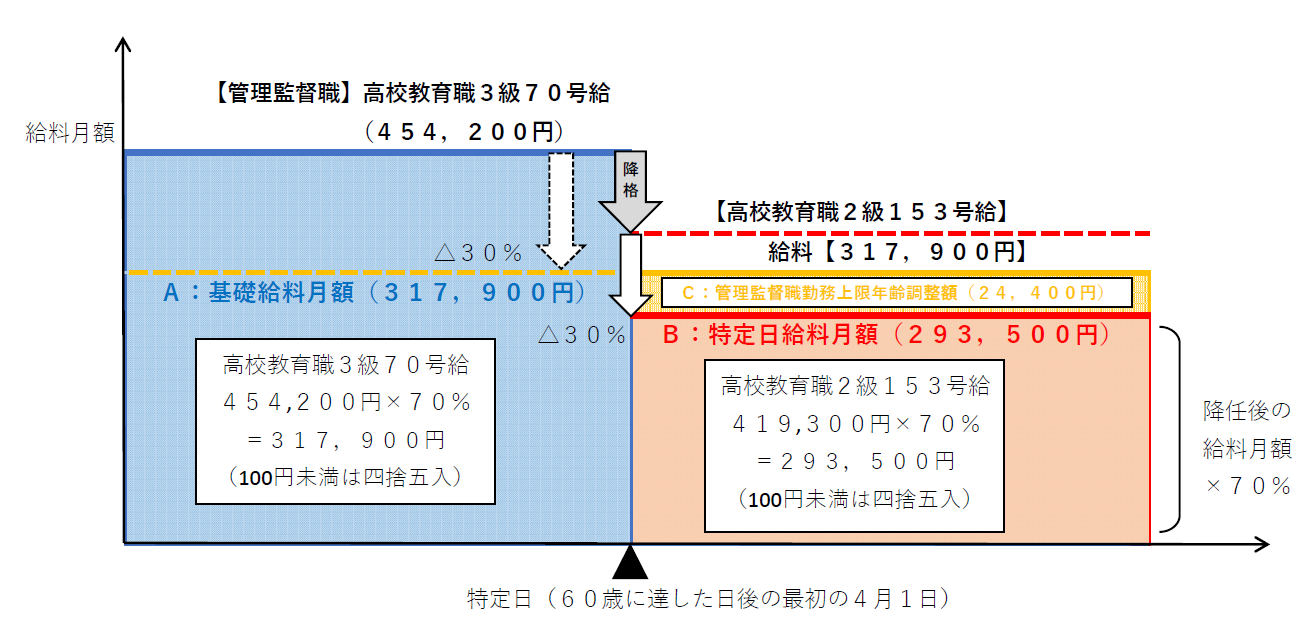 【管理監督職】高校教育職３級７０号給
（４５４，２００円）
給料月額
降
格
【高校教育職２級１５３号給】
給料【３１７，９００円】
△３０％
Ａ：基礎給料月額（３１７，９００円）
Ｃ：管理監督職勤務上限年齢調整額（２４，４００円）
△３０％
Ｂ：特定日給料月額（２９３，５００円）
高校教育職３級７０号給
４５４,２００円×７０％
＝３１７，９００円
（100円未満は四捨五入）
高校教育職２級１５３号給
４１９,３００円×７０％
＝２９３，５００円
（100円未満は四捨五入）
降任後の
給料月額
×７０％
特定日（６０歳に達した日後の最初の４月１日）